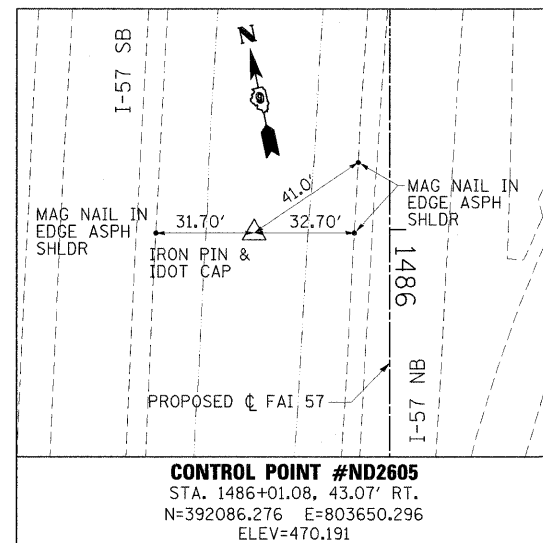 I-57 SB
N
41.0'
MAG NAIL IN
EDGE ASPH
SHLDR
MAG NAIL IN
EDGE ASPH
SHLDR
31.70'
32.70'
IRON PIN &
IDOT CAP
1486
PROPOSED ℄ FAI 57
I-57 NB
CONTROL POINT #ND2605
STA. 1486+01.08, 43.07' RT.
N=392086.276 E=803650.296
ELEV=470.191